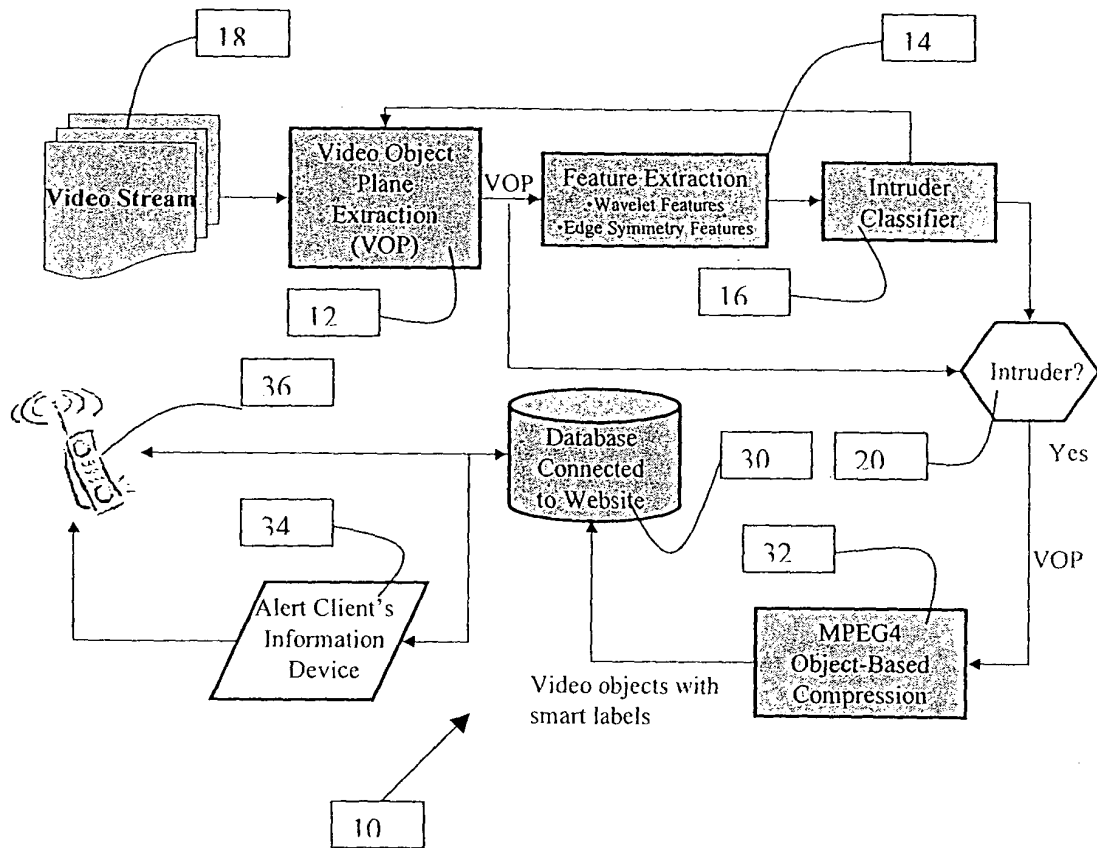 18
14
Video Stream
Video Object
Plane
Extraction
(VOP)
VOP
Feature Extraction
•Wavelet Features
•Edge Symmetry Features
Intruder
Classifier
12
16
36
Intruder?
Database
Connected
to Website
30
20
Yes
34
32
VOP
Alert Client's
Information
Device
MPEG4
Object-Based
Compression
Video objects with
smart labels
10